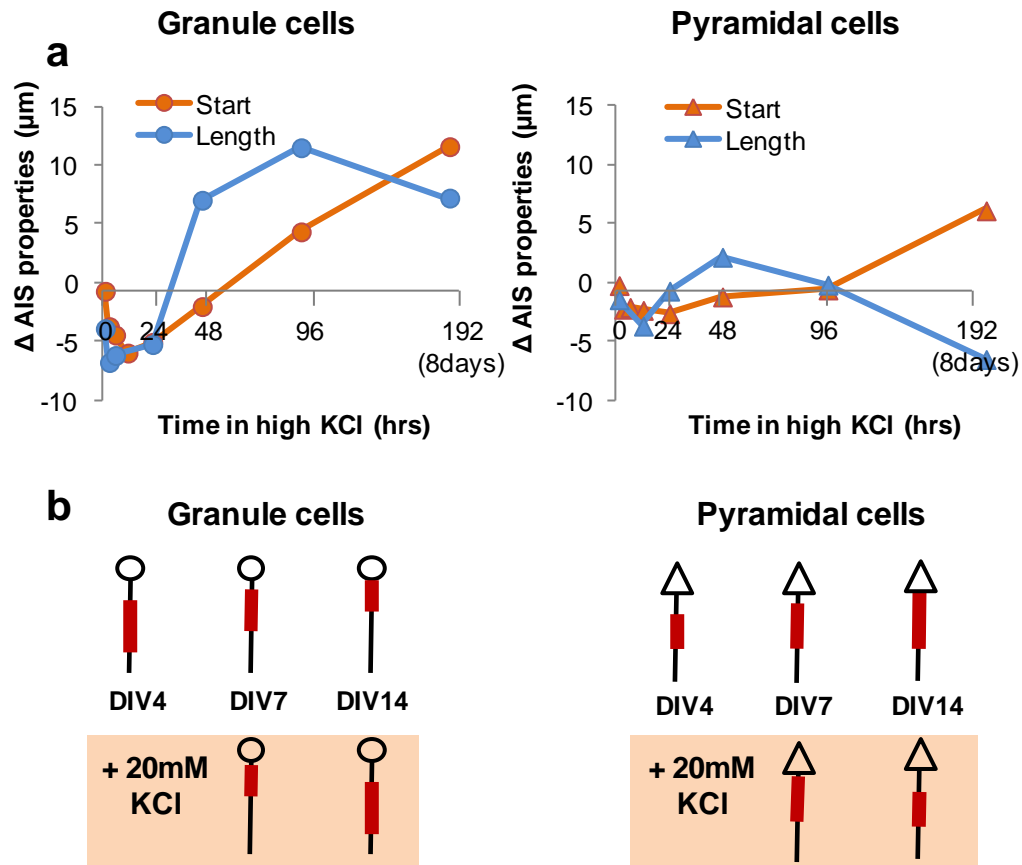 Granule cells
Pyramidal cells
a
Δ AIS properties (µm)
15
10
5
0
-5
-10
Start
Length
0 24 48 96 192
(8days)
Time in high KCl (hrs)
Δ AIS properties (µm)
15
10
5
0
-5
-10
Start
Length
0 24 48 96 192
(8days)
Time in high KCl (hrs)
b
Granule cells
Pyramidal cells
DIV4 DIV7 DIV14
DIV4 DIV7 DIV14
+ 20mM
KCl
+ 20mM
KCl